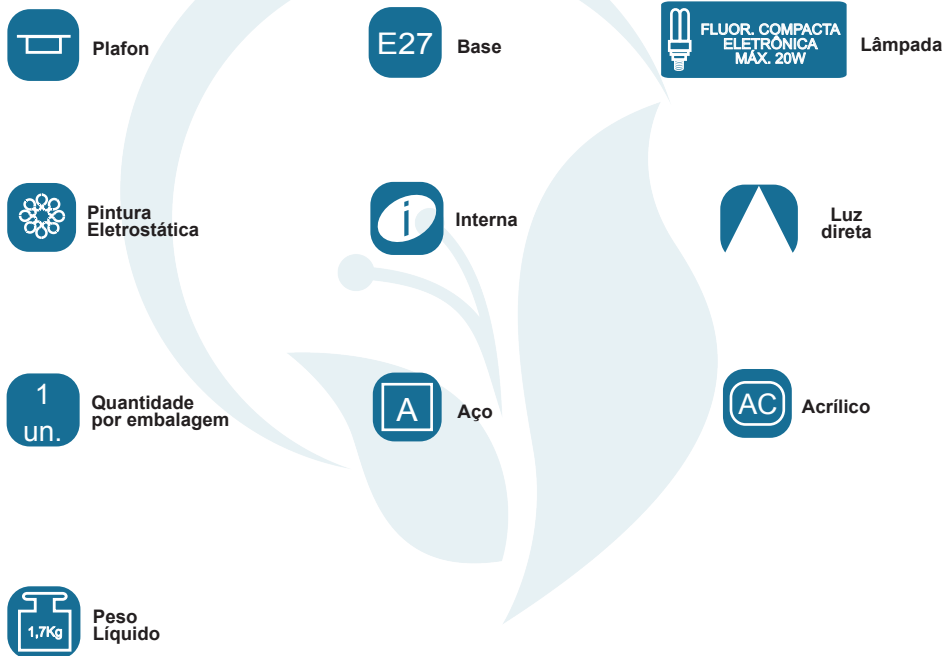 Plafon
E27
Base
FLUOR. COMPACTA
ELETRÔNICA
MÁX. 20W
Lâmpada
Pintura
Eletrostática
i
Interna
Luz
direta
1
un.
Quantidade
por embalagem
A
Aço
AC
Acrílico
1,7Kg
Peso
Líquido